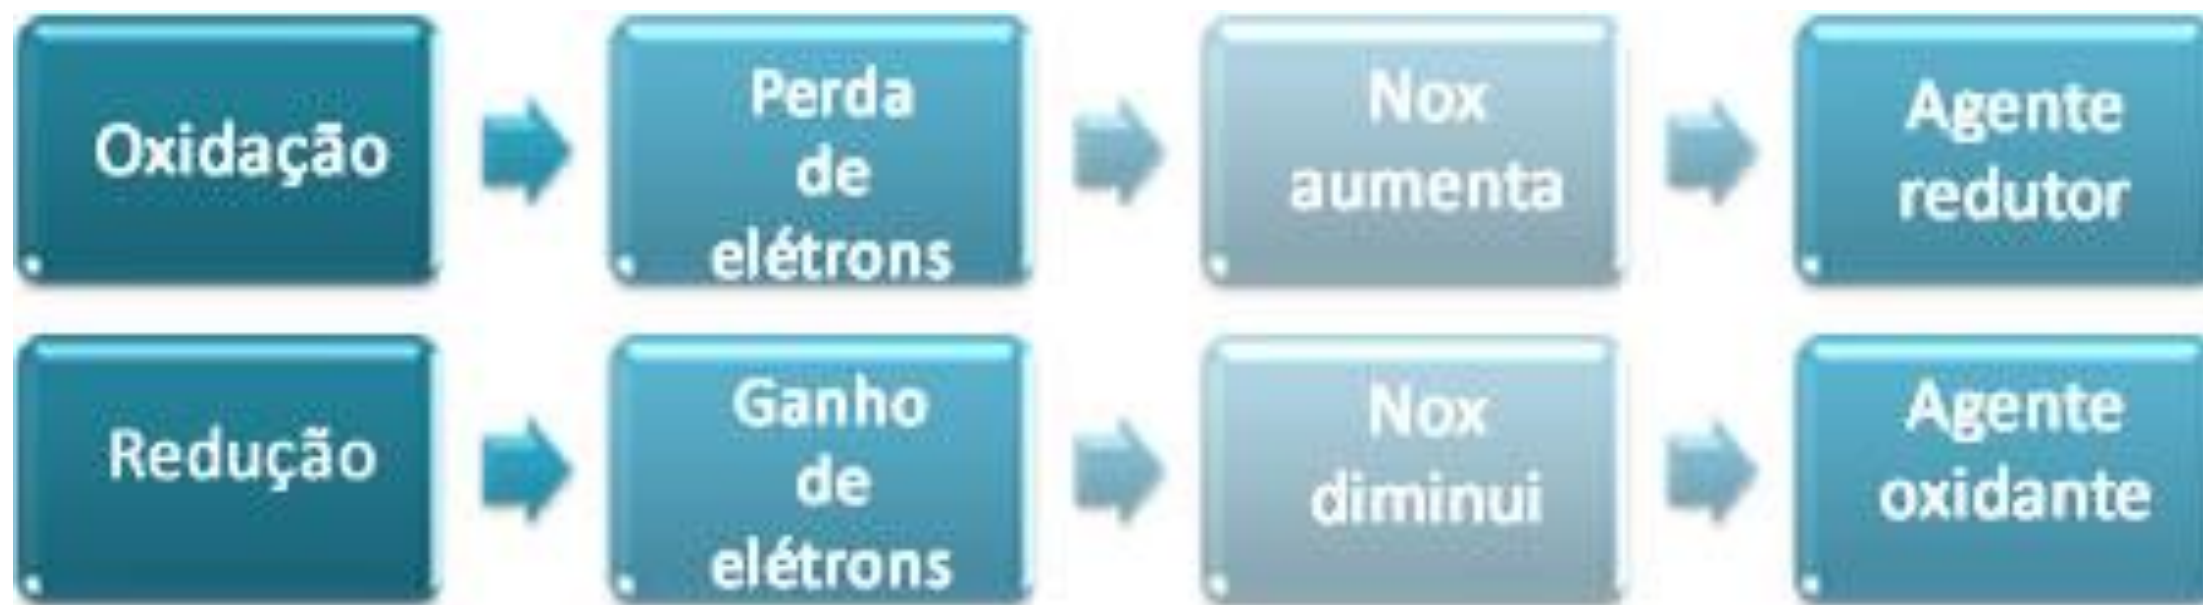 Oxidação
Perda
de
elétrons
Nox
aumenta
Agente
redutor
Redução
Ganho
de
elétrons
Nox
diminui
Agente
oxidante